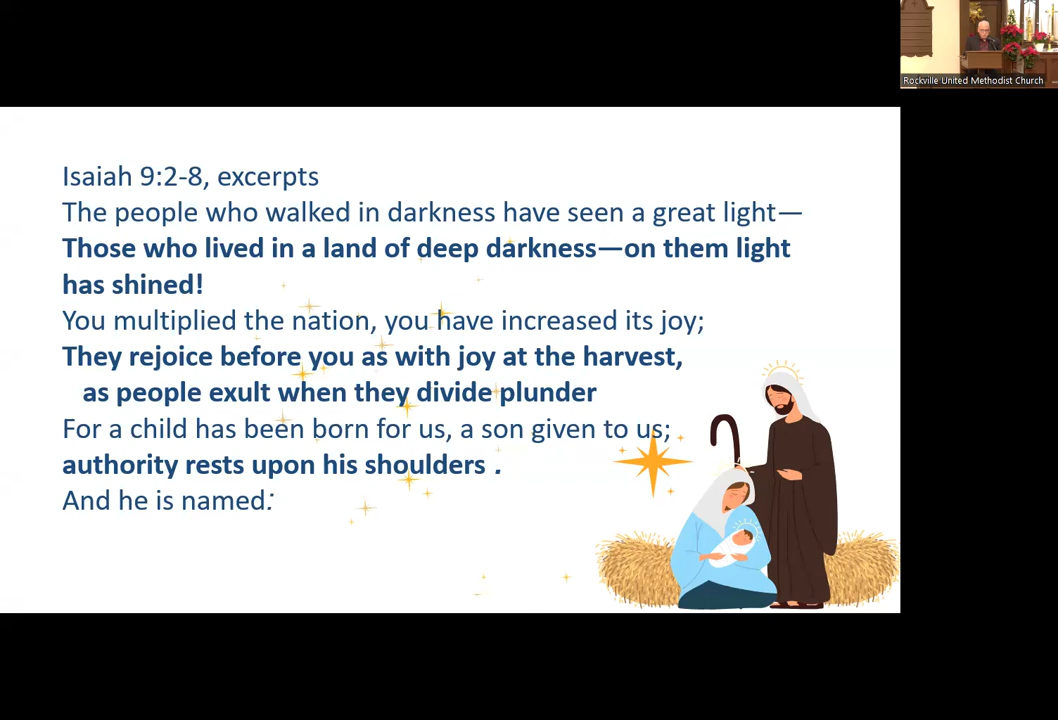 Rockville United Methodist Church
Isaiah 9:2-8, excerpts
The people who walked in darkness have seen a great light—
Those who lived in a land of deep darkness—on them light
has shined!
You multiplied the nation, you have increased its joy;
They rejoice before you as with joy at the harvest,
as people exult when they divide plunder
For a child has been born for us, a son given to us;
authority rests upon his shoulders .
And he is named: